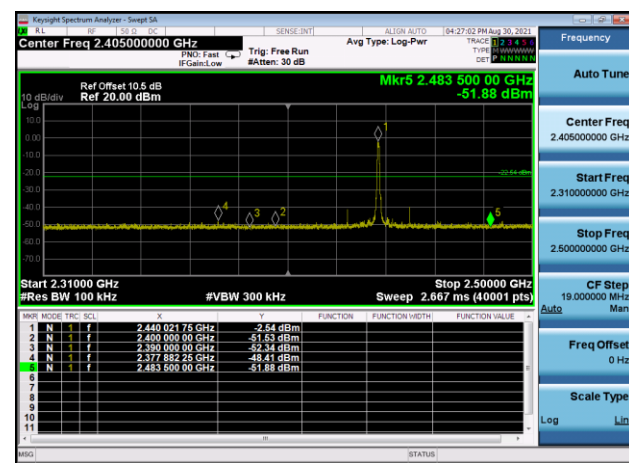 Keysight Spectrum Analyzer - Swept SA
RL RF 50 Ω DC SENSE:INT ALIGN AUTO 04:27:02 PM Aug 30, 2021
Center Freq 2.405000000 GHz
PNO: Fast
IFGain:Low
Trig: Free Run
#Atten: 30 dB
Avg Type: Log-Pwr
TRACE 1 2 3 4 5 6
TYPE M WWWWW
DET P N N N N N
Ref Offset 10.5 dB
Ref 20.00 dBm
10 dB/div
Log
Mkr5 2.483 500 00 GHz
-51.88 dBm
10.0
0.00
-10.0
-20.0
-30.0
-40.0
-50.0
-60.0
-70.0
1
-22.54 dBm
4
3
2
5
Start 2.31000 GHz
Stop 2.50000 GHz
#Res BW 100 kHz
#VBW 300 kHz
Sweep 2.667 ms (40001 pts)
MKR MODE TRC SCL X Y FUNCTION FUNCTION WIDTH FUNCTION VALUE
1 N 1 f 2.440 021 75 GHz -2.54 dBm
2 N 1 f 2.400 000 00 GHz -51.53 dBm
3 N 1 f 2.390 000 00 GHz -52.34 dBm
4 N 1 f 2.377 882 25 GHz -48.41 dBm
5 N 1 f 2.483 500 00 GHz -51.88 dBm
6
7
8
9
10
11
MSG
STATUS
Frequency
Auto Tune
Center Freq
2.405000000 GHz
Start Freq
2.310000000 GHz
Stop Freq
2.500000000 GHz
CF Step
19.000000 MHz
Auto Man
Freq Offset
0 Hz
Scale Type
Log Lin